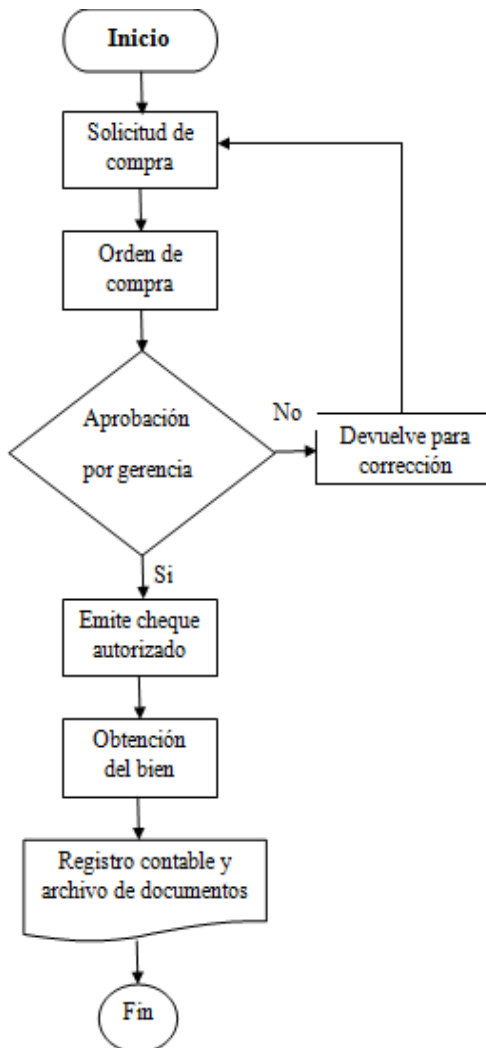 Inicio
Solicitud de
compra
Orden de
compra
Aprobación
por gerencia
No
Devuelve para
corrección
Si
Emite cheque
autorizado
Obtención
del bien
Registro contable y
archivo de documentos
Fin